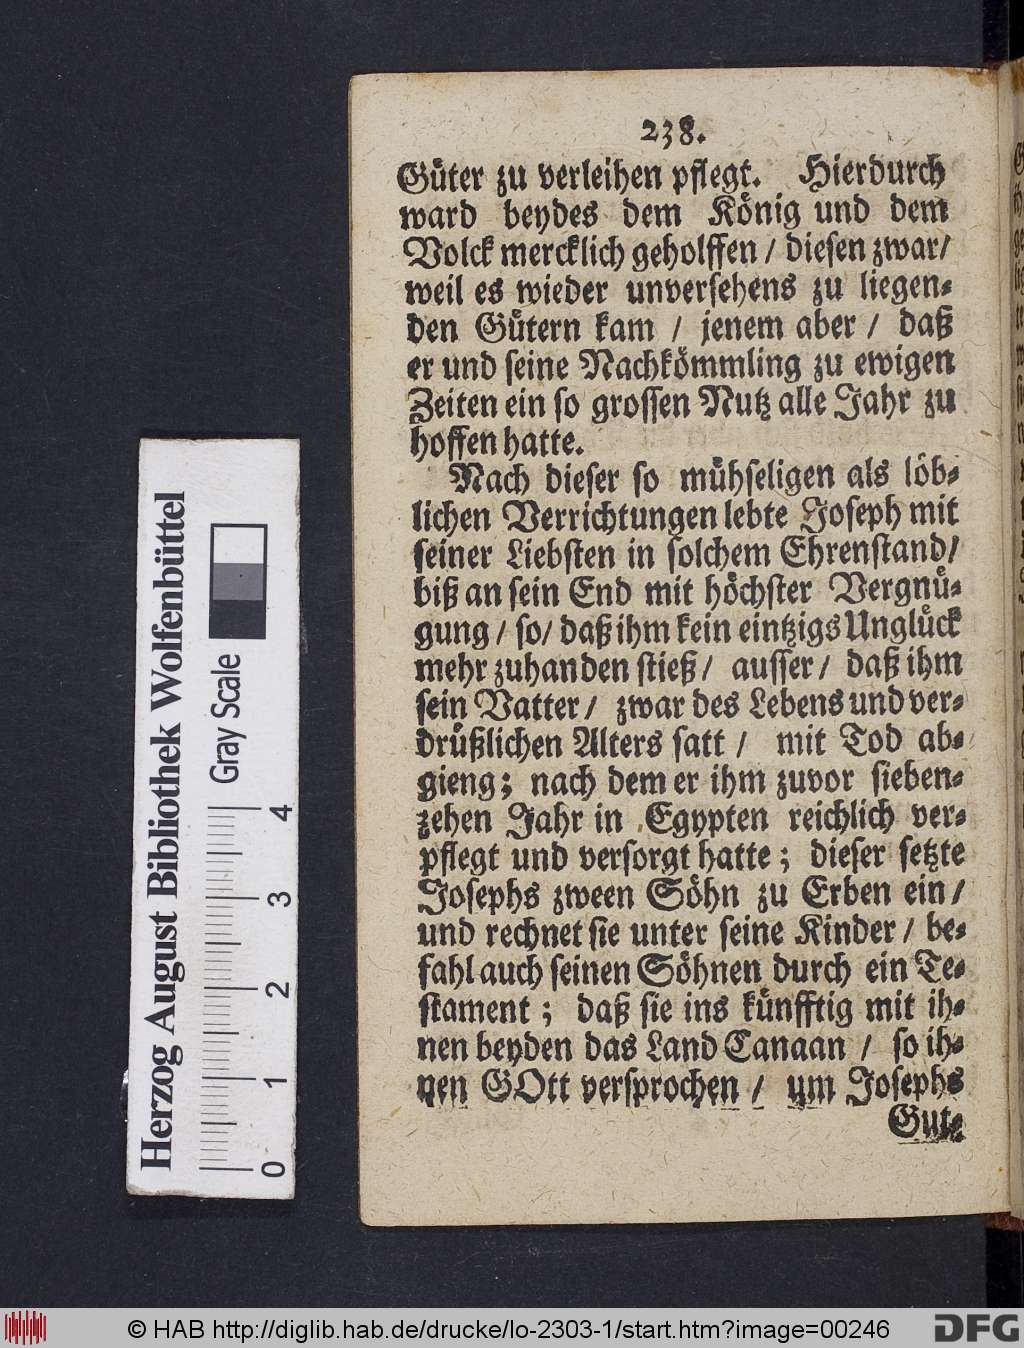 238.
Güter zu verleihen pflegt. Hierdurch
ward beydes dem König und dem
Volck mercklich geholffen / diesen zwar/
weil es wieder unversehens zu liegen-
den Gütern kam / jenem aber / daß
er und seine Nachkömmling zu ewigen
Zeiten ein so grossen Nutz alle Jahr zu
hoffen hatte.
Nach dieser so mühseligen als löb-
lichen Verrichtungen lebte Joseph mit
seiner Liebsten in solchem Ehrenstand/
biß an sein End mit höchster Vergnü-
gung / so/ daß ihm kein eintzigs Unglück
mehr zuhanden stieß/ ausser/ daß ihm
sein Vatter/ zwar des Lebens und ver-
drüßlichen Alters satt / mit Tod ab-
gieng; nach dem er ihm zuvor sieben-
zehen Jahr in Egypten reichlich ver-
pflegt und versorgt hatte; dieser setzte
Josephs zween Söhn zu Erben ein/
und rechnet sie unter seine Kinder / be-
fahl auch seinen Söhnen durch ein Te-
stament; daß sie ins künfftig mit ih-
nen beyden das Land Canaan / so ih-
nen GOtt versprochen / um Josephs
Gut-
Herzog August Bibliothek Wolfenbüttel
Gray Scale
0 1 2 3 4
© HAB http://diglib.hab.de/drucke/lo-2303-1/start.htm?image=00246
DFG